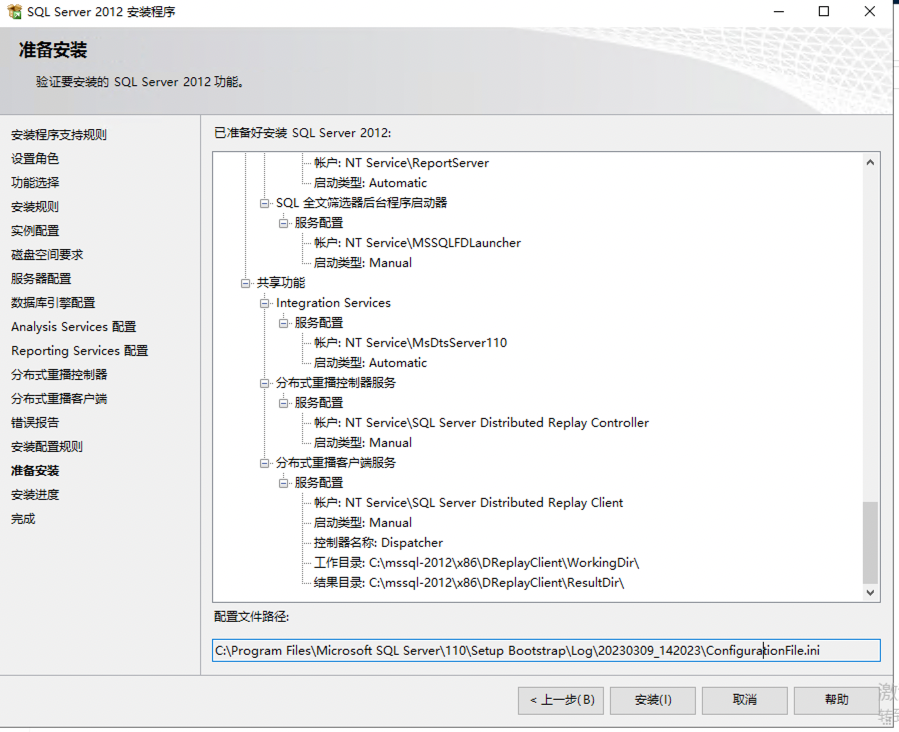 SQL Server 2012 安装程序
准备安装
验证要安装的 SQL Server 2012 功能。
安装程序支持规则
设置角色
功能选择
安装规则
实例配置
磁盘空间要求
服务器配置
数据库引擎配置
Analysis Services 配置
Reporting Services 配置
分布式重播控制器
分布式重播客户端
错误报告
安装配置规则
准备安装
安装进度
完成
已准备好安装 SQL Server 2012:
帐户: NT Service\ReportServer
启动类型: Automatic
SQL 全文筛选器后台程序启动器
服务配置
帐户: NT Service\MSSQLFDLauncher
启动类型: Manual
共享功能
Integration Services
服务配置
帐户: NT Service\MsDtsServer110
启动类型: Automatic
分布式重播控制器服务
服务配置
帐户: NT Service\SQL Server Distributed Replay Controller
启动类型: Manual
分布式重播客户端服务
服务配置
帐户: NT Service\SQL Server Distributed Replay Client
启动类型: Manual
控制器名称: Dispatcher
工作目录: C:\mssql-2012\x86\DReplayClient\WorkingDir\
结果目录: C:\mssql-2012\x86\DReplayClient\ResultDir\
配置文件路径:
C:\Program Files\Microsoft SQL Server\110\Setup Bootstrap\Log\20230309_142023\ConfigurationFile.ini
< 上一步(B) 安装(I) 取消 帮助
激
转到